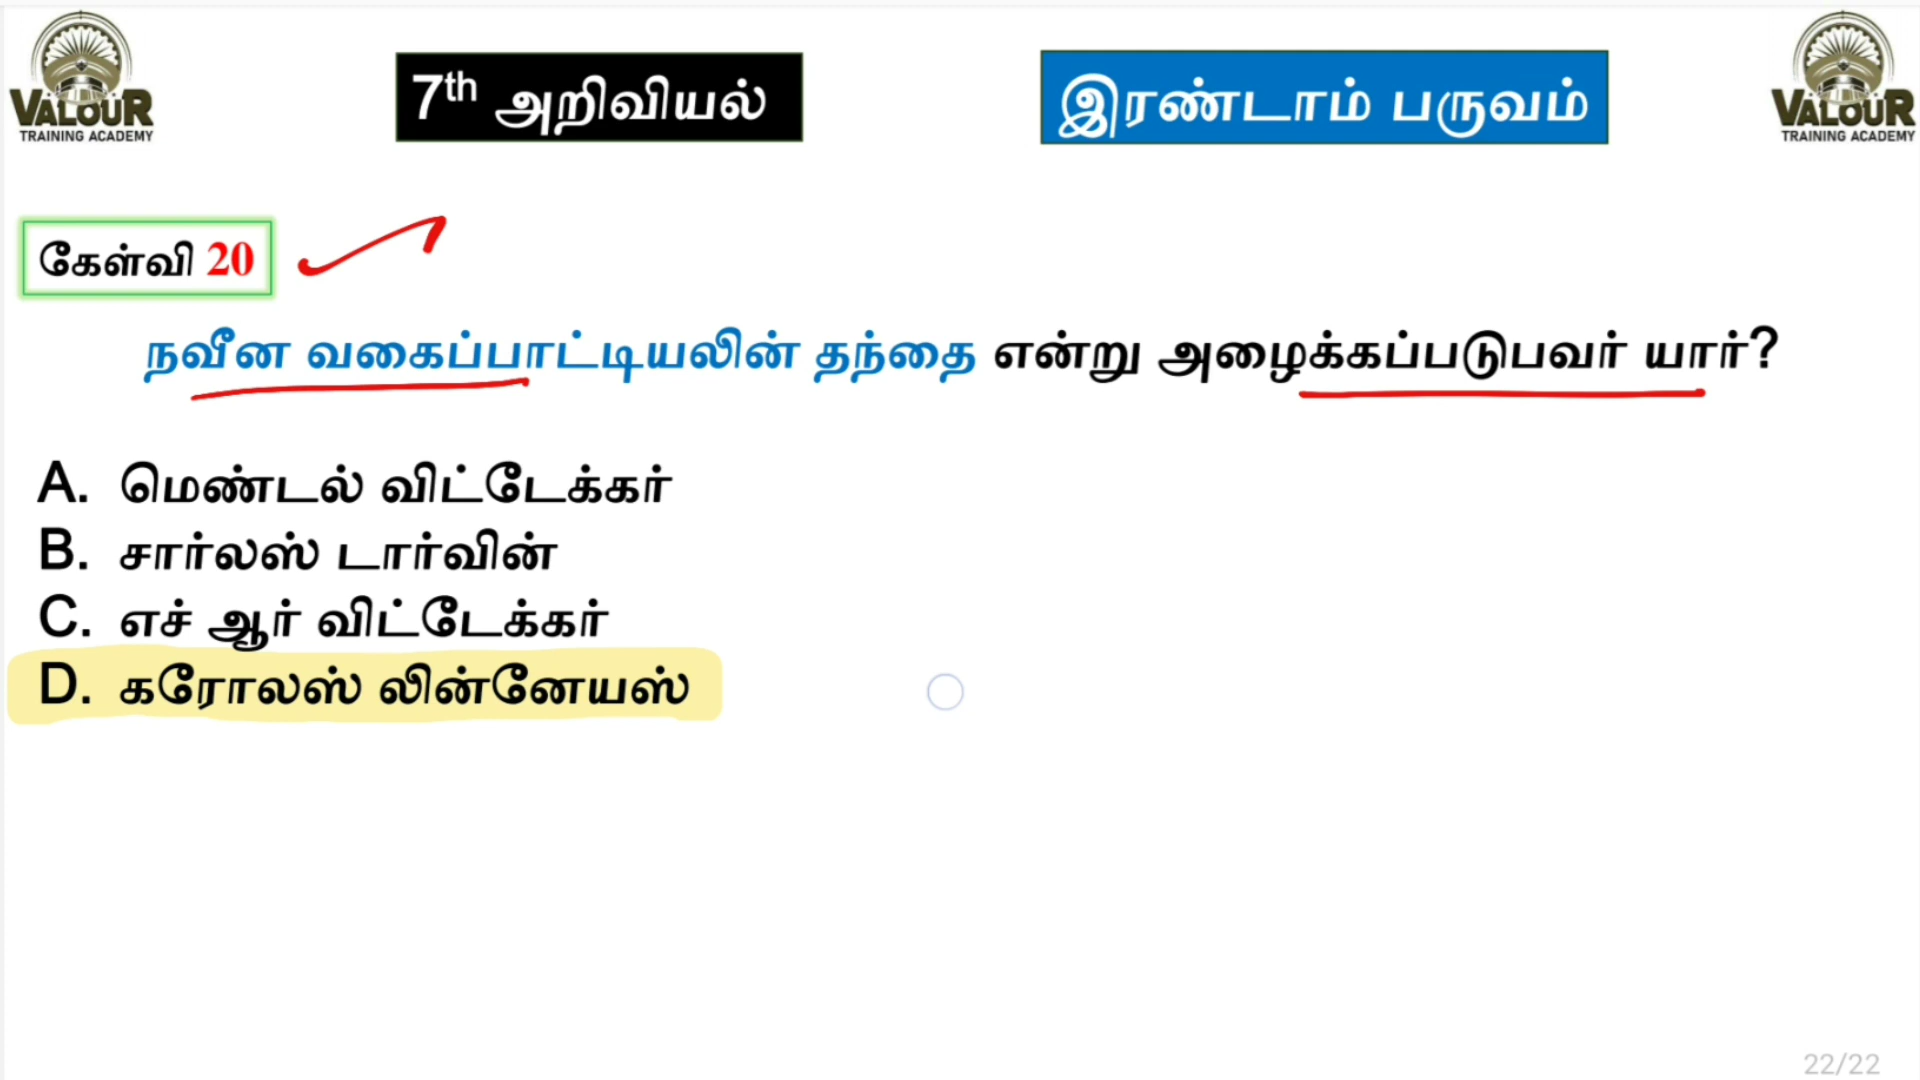 VALOUR
TRAINING ACADEMY
7th அறிவியல்
இரண்டாம் பருவம்
VALOUR
TRAINING ACADEMY
கேள்வி 20
நவீன வகைப்பாட்டியலின் தந்தை என்று அழைக்கப்படுபவர் யார்?
A. மெண்டல் விட்டேக்கர்
B. சார்லஸ் டார்வின்
C. எச் ஆர் விட்டேக்கர்
D. கரோலஸ் லின்னேயஸ்
22/22